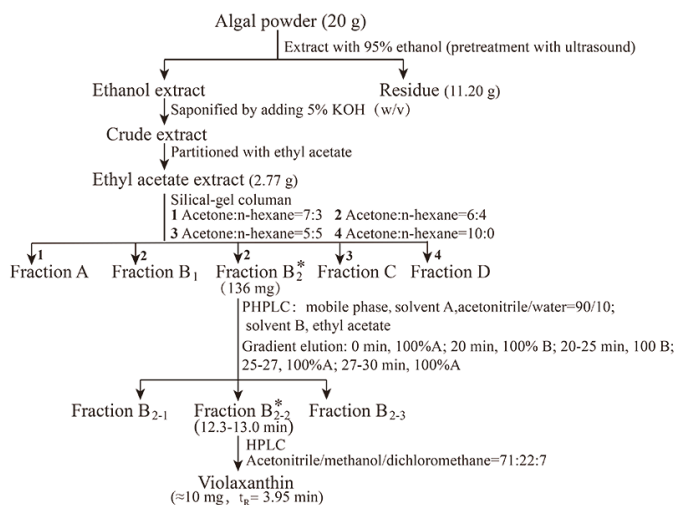 Algal powder (20 g)
Extract with 95% ethanol (pretreatment with ultrasound)
Ethanol extract Residue (11.20 g)
Saponified by adding 5% KOH (w/v)
Crude extract
Partitioned with ethyl acetate
Ethyl acetate extract (2.77 g)
Silical-gel columan
1 Acetone:n-hexane=7:3 2 Acetone:n-hexane=6:4
3 Acetone:n-hexane=5:5 4 Acetone:n-hexane=10:0
1 2 2 3 4
Fraction A Fraction B1 Fraction B2* Fraction C Fraction D
(136 mg)
PHPLC: mobile phase, solvent A,acetonitrile/water=90/10;
solvent B, ethyl acetate
Gradient elution: 0 min, 100%A; 20 min, 100% B; 20-25 min, 100 B;
25-27, 100%A; 27-30 min, 100%A
Fraction B2-1 Fraction B2-2* Fraction B2-3
(12.3-13.0 min)
HPLC
Acetonitrile/methanol/dichloromethane=71:22:7
Violaxanthin
(≈10 mg, tR= 3.95 min)